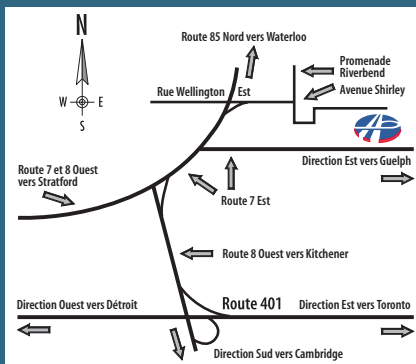 N
W
E
S
Route 85 Nord vers Waterloo
Promenade
Riverbend
Rue Wellington
Est
Avenue Shirley
Direction Est vers Guelph
Route 7 et 8 Ouest
vers Stratford
Route 7 Est
Route 8 Ouest vers Kitchener
Direction Ouest vers Détroit
Route 401
Direction Est vers Toronto
Direction Sud vers Cambridge